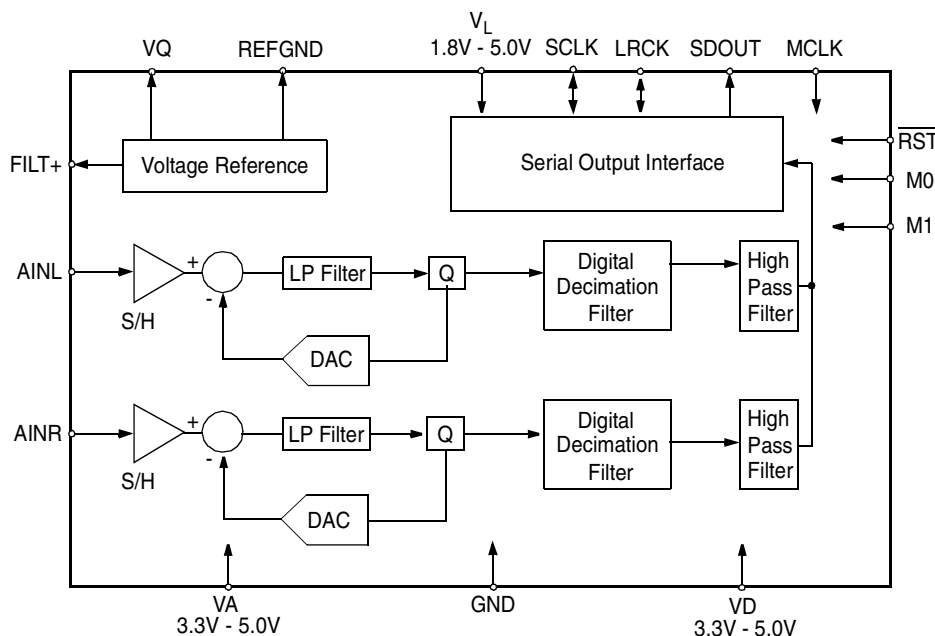 VQ
REFGND
VL
1.8V - 5.0V
SCLK
LRCK
SDOUT
MCLK
FILT+
Voltage Reference
Serial Output Interface
RST
M0
M1
AINL
+
-
S/H
LP Filter
Q
DAC
Digital
Decimation
Filter
High
Pass
Filter
AINR
+
-
S/H
LP Filter
Q
DAC
Digital
Decimation
Filter
High
Pass
Filter
VA
3.3V - 5.0V
GND
VD
3.3V - 5.0V